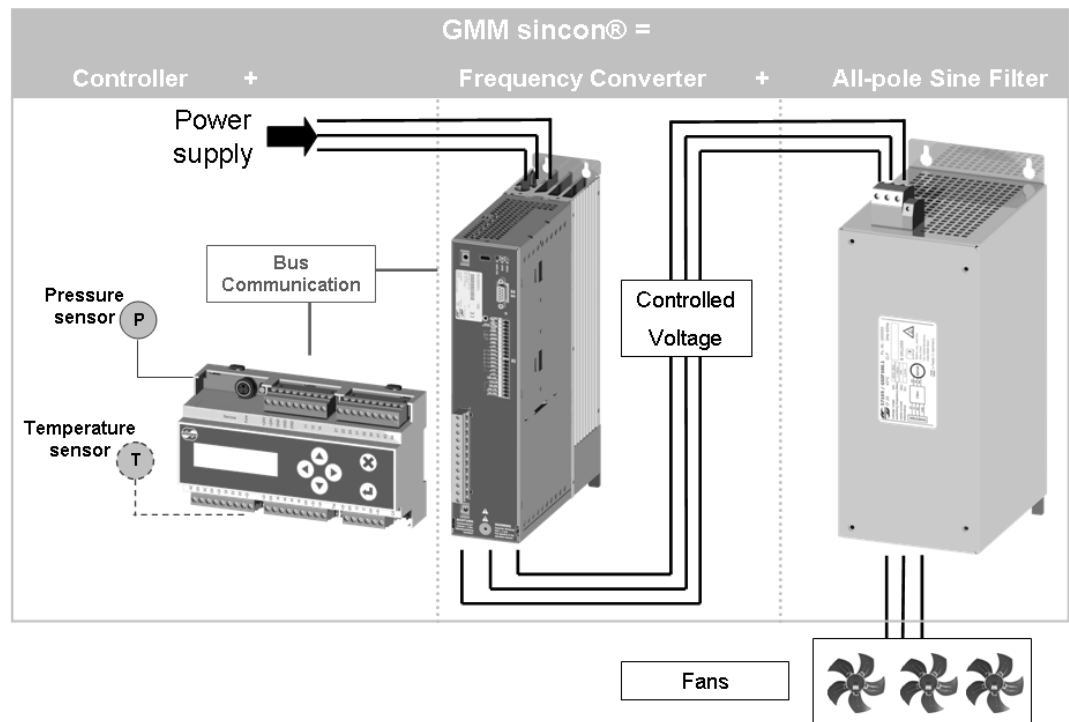 GMM sincon® =
Controller + Frequency Converter + All-pole Sine Filter
Power
supply
Bus
Communication
Pressure
sensor
P
Temperature
sensor
T
Controlled
Voltage
Fans